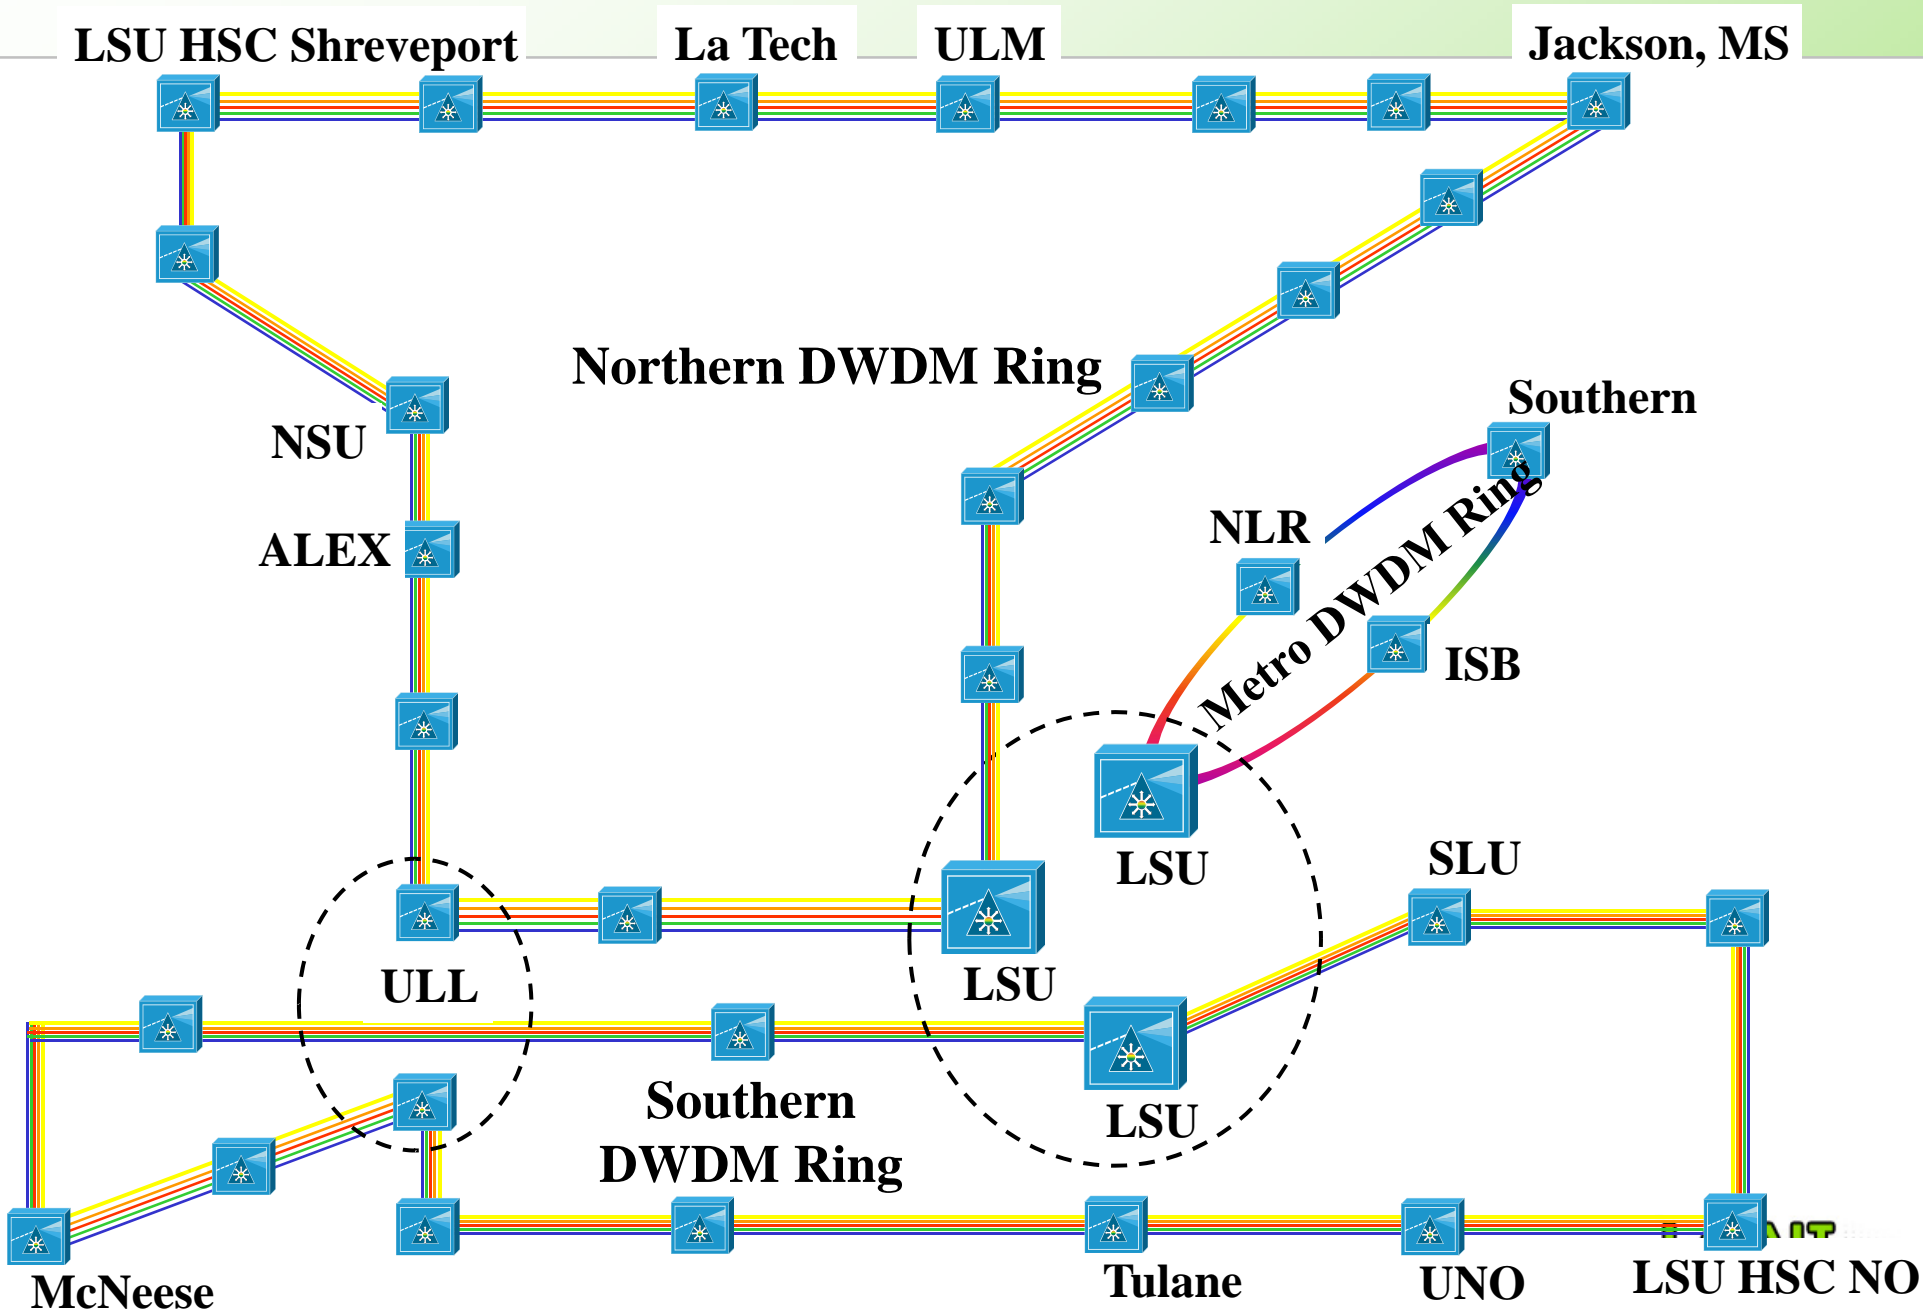 LSU HSC Shreveport
La Tech
ULM
Jackson, MS
Northern DWDM Ring
Southern
NSU
NLR
ALEX
Metro DWDM Ring
ISB
LSU
SLU
ULL
LSU
Southern
DWDM Ring
LSU
McNeese
Tulane
UNO
LSU HSC NO